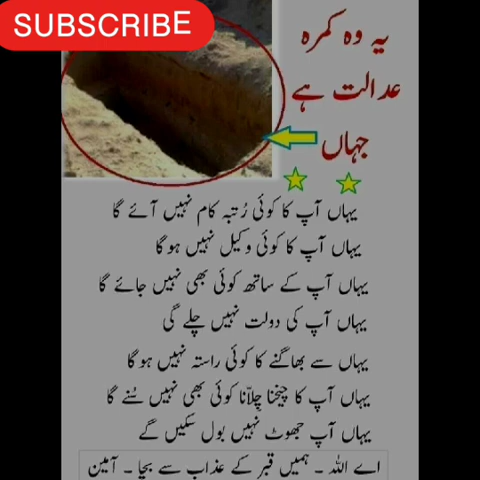 SUBSCRIBE
یہ وہ کمرہ
عدالت ہے
جہاں
یہاں آپ کا کوئی رُتبہ کام نہیں آئے گا
یہاں آپ کا کوئی وکیل نہیں ہوگا
یہاں آپ کے ساتھ کوئی بھی نہیں جائے گا
یہاں آپ کی دولت نہیں چلے گی
یہاں سے بھاگنے کا کوئی راستہ نہیں ہوگا
یہاں آپ کا چیخنا چِلاّنا کوئی بھی نہیں سُنے گا
یہاں آپ جھوٹ نہیں بول سکیں گے
اے اللہ ۔ ہمیں قبر کے عذاب سے بچا ۔ آمین